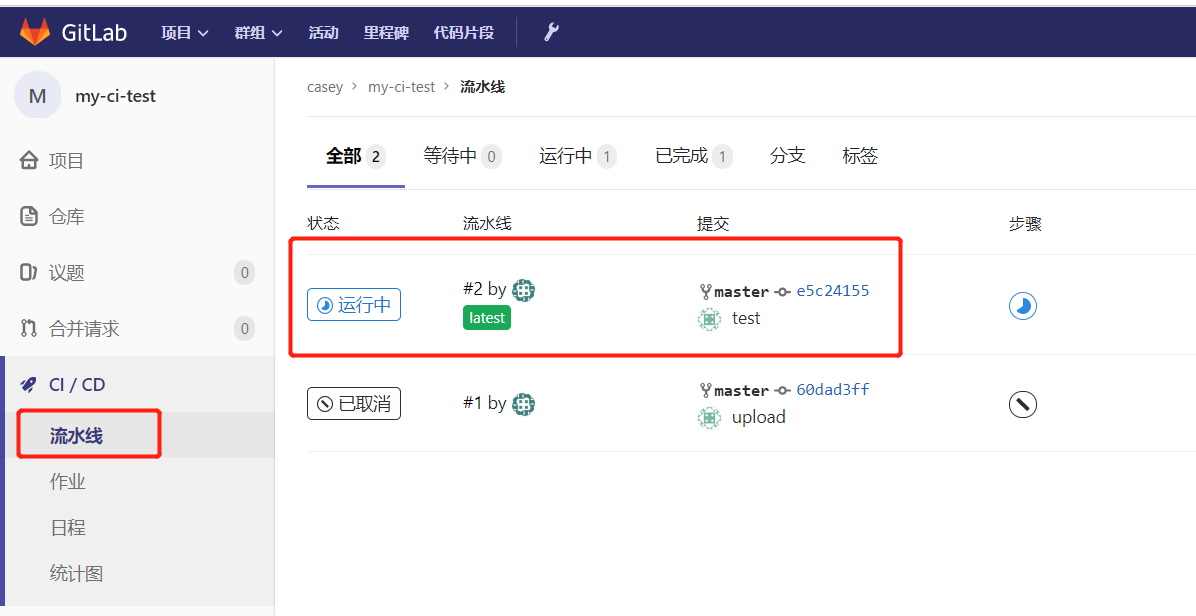 GitLab 项目 群组 活动 里程碑 代码片段
M my-ci-test
项目
仓库
议题 0
合并请求 0
CI / CD
流水线
作业
日程
统计图
casey > my-ci-test > 流水线
全部 2 等待中 0 运行中 1 已完成 1 分支 标签
状态 流水线 提交 步骤
运行中 #2 by latest master e5c24155 test
已取消 #1 by master 60dad3ff upload